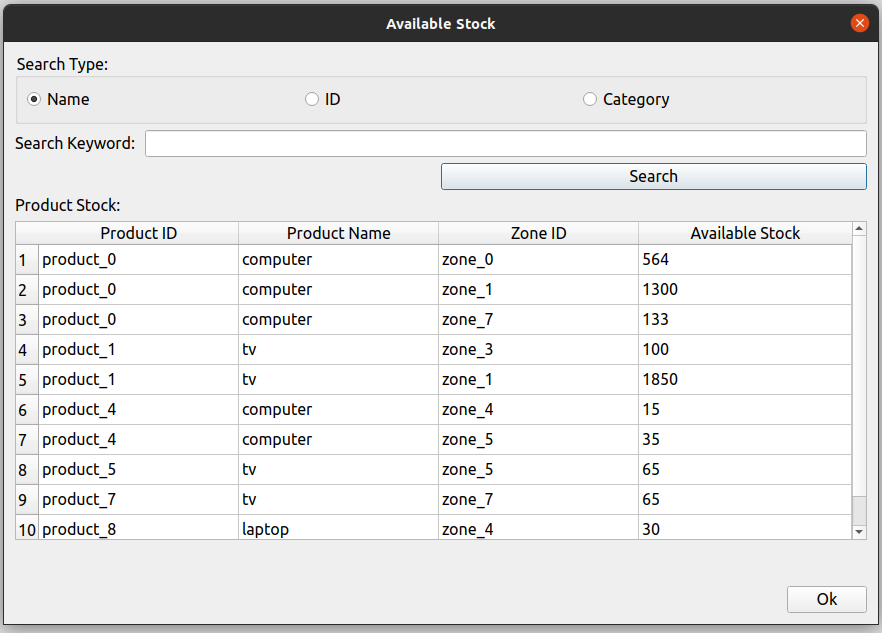 Available Stock
Search Type:
Name ID Category
Search Keyword:
Search
Product Stock:
Product ID Product Name Zone ID Available Stock
1 product_0 computer zone_0 564
2 product_0 computer zone_1 1300
3 product_0 computer zone_7 133
4 product_1 tv zone_3 100
5 product_1 tv zone_1 1850
6 product_4 computer zone_4 15
7 product_4 computer zone_5 35
8 product_5 tv zone_5 65
9 product_7 tv zone_7 65
10 product_8 laptop zone_4 30
Ok